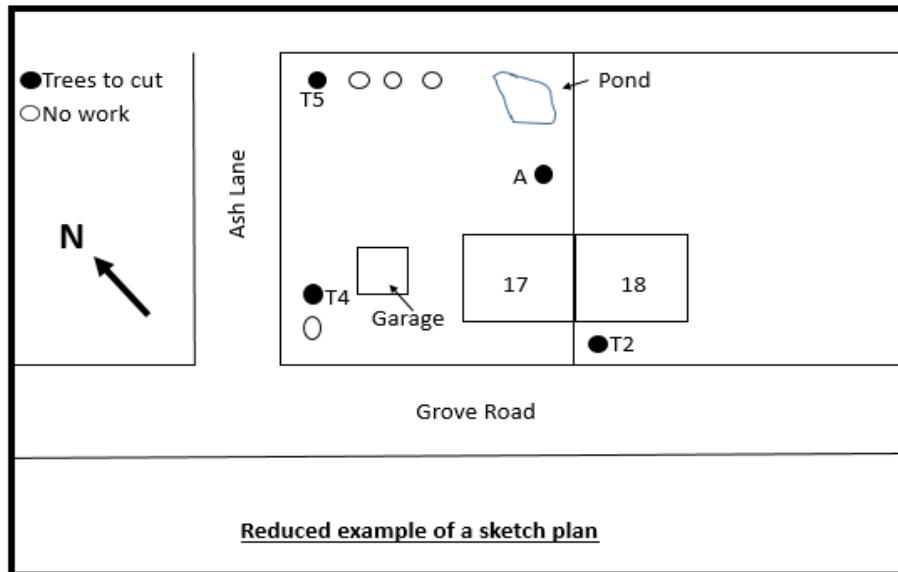 Trees to cut
No work
N
Ash Lane
T5
Pond
A
17
18
T4
Garage
T2
Grove Road
Reduced example of a sketch plan